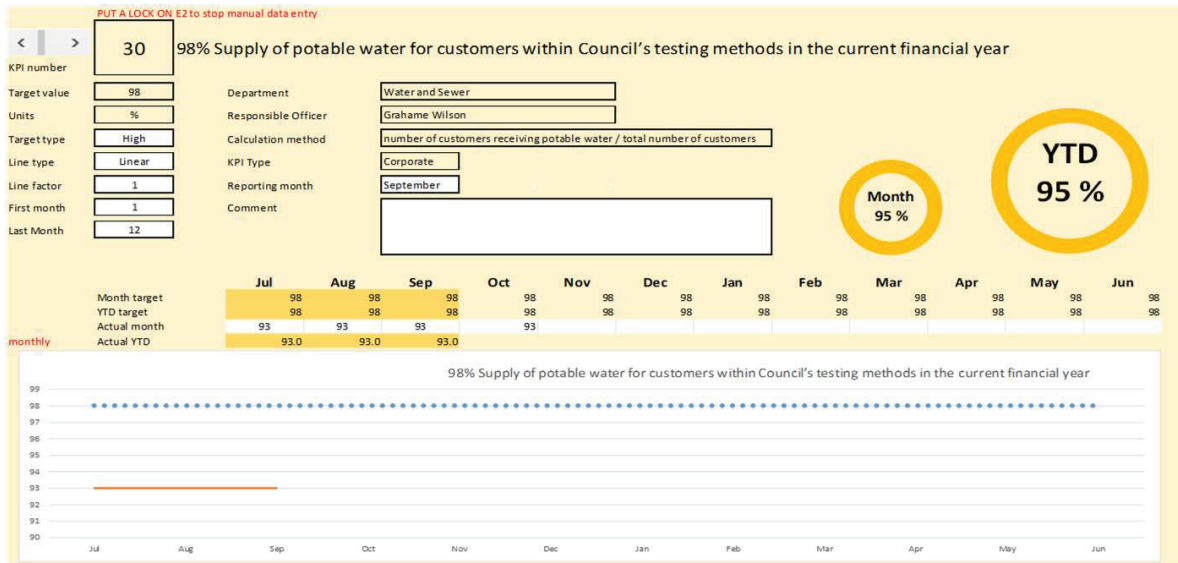 PUT A LOCK ON E2 to stop manual data entry
< >
KPI number
30
98% Supply of potable water for customers within Council’s testing methods in the current financial year
Target value 98 Department Water and Sewer
Units % Responsible Officer Grahame Wilson
Target type High Calculation method number of customers receiving potable water / total number of customers
Line type Linear KPI Type Corporate
Line factor 1 Reporting month September
First month 1 Comment
Last Month 12
Month
95 %
YTD
95 %
Jul Aug Sep Oct Nov Dec Jan Feb Mar Apr May Jun
Month target 98 98 98 98 98 98 98 98 98 98 98 98
YTD target 98 98 98 98 98 98 98 98 98 98 98 98
Actual month 93 93 93 93
monthly Actual YTD 93.0 93.0 93.0
98% Supply of potable water for customers within Council’s testing methods in the current financial year
99
98
97
96
95
94
93
92
91
90
Jul Aug Sep Oct Nov Dec Jan Feb Mar Apr May Jun